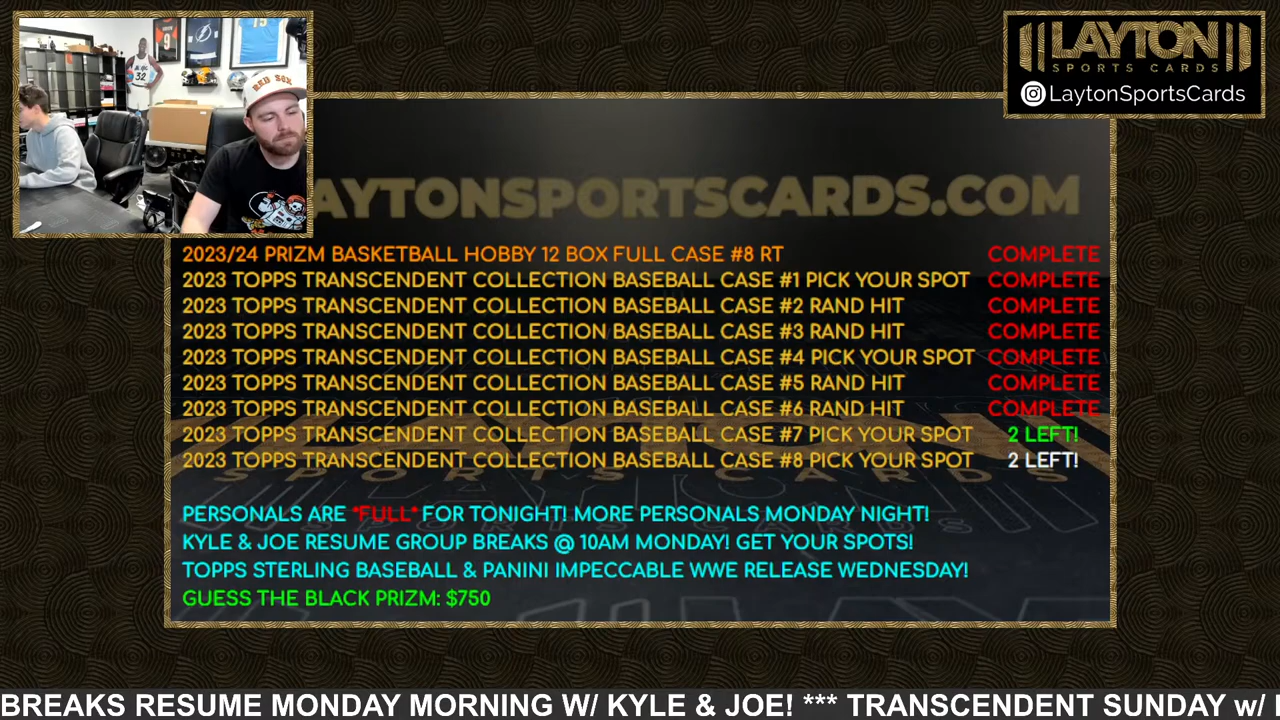 LAYTON
SPORTS CARDS
LaytonSportsCards
RED SOX
9
15
32
AYTONSPORTSCARDS.COM
2023/24 PRIZM BASKETBALL HOBBY 12 BOX FULL CASE #8 RT COMPLETE
2023 TOPPS TRANSCENDENT COLLECTION BASEBALL CASE #1 PICK YOUR SPOT COMPLETE
2023 TOPPS TRANSCENDENT COLLECTION BASEBALL CASE #2 RAND HIT COMPLETE
2023 TOPPS TRANSCENDENT COLLECTION BASEBALL CASE #3 RAND HIT COMPLETE
2023 TOPPS TRANSCENDENT COLLECTION BASEBALL CASE #4 PICK YOUR SPOT COMPLETE
2023 TOPPS TRANSCENDENT COLLECTION BASEBALL CASE #5 RAND HIT COMPLETE
2023 TOPPS TRANSCENDENT COLLECTION BASEBALL CASE #6 RAND HIT COMPLETE
2023 TOPPS TRANSCENDENT COLLECTION BASEBALL CASE #7 PICK YOUR SPOT 2 LEFT!
2023 TOPPS TRANSCENDENT COLLECTION BASEBALL CASE #8 PICK YOUR SPOT 2 LEFT!
SPORTS CARDS
PERSONALS ARE *FULL* FOR TONIGHT! MORE PERSONALS MONDAY NIGHT!
KYLE & JOE RESUME GROUP BREAKS @ 10AM MONDAY! GET YOUR SPOTS!
TOPPS STERLING BASEBALL & PANINI IMPECCABLE WWE RELEASE WEDNESDAY!
GUESS THE BLACK PRIZM: $750
BREAKS RESUME MONDAY MORNING W/ KYLE & JOE! *** TRANSCENDENT SUNDAY w/